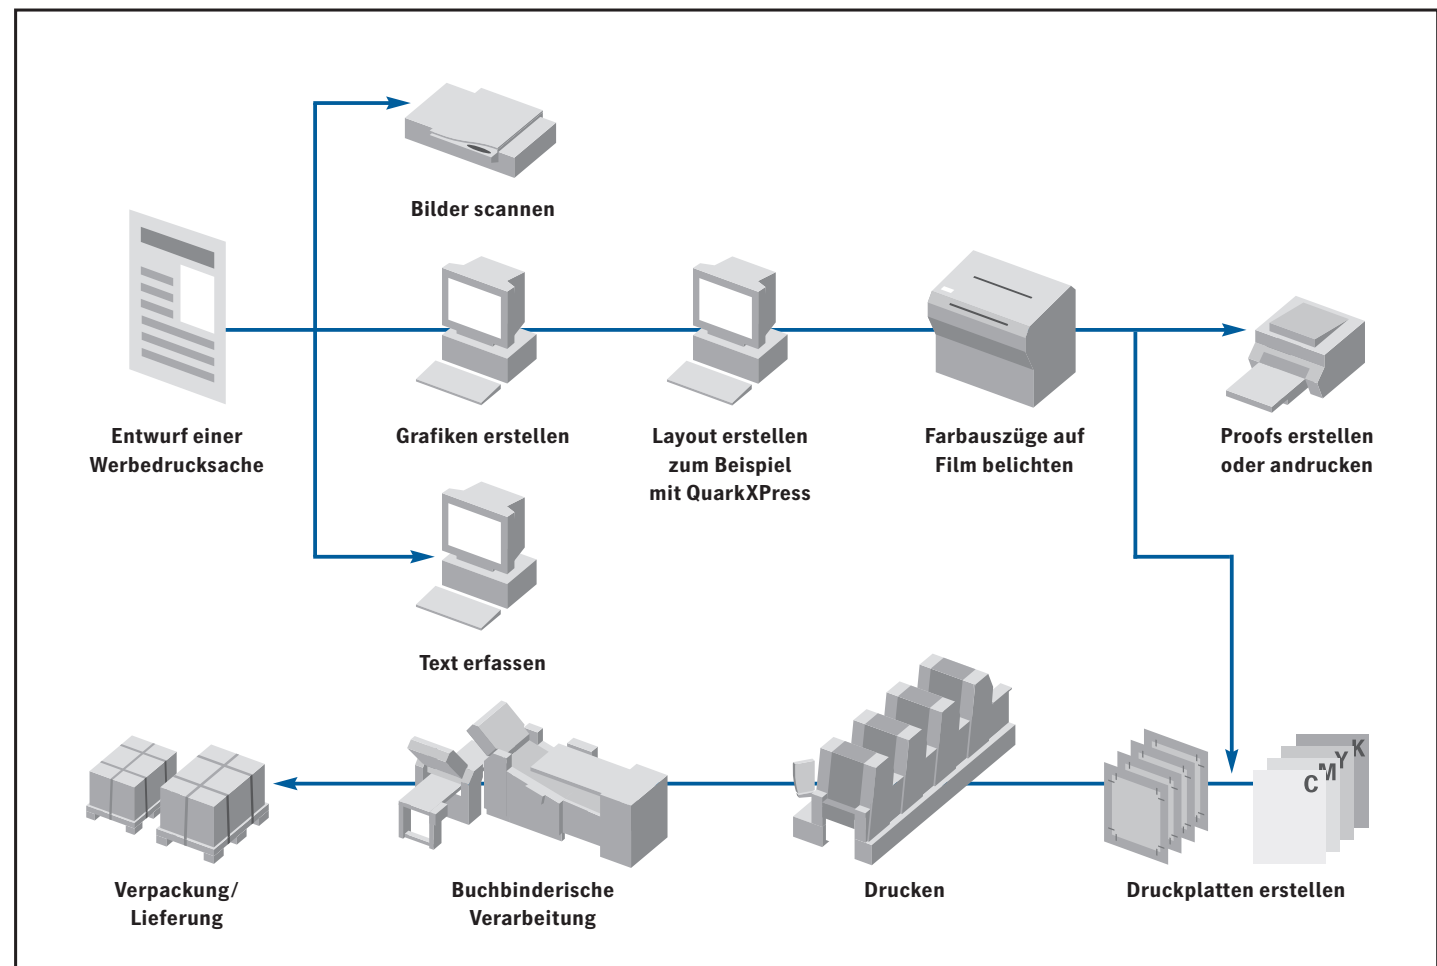 Bilder scannen
Entwurf einer
Werbedrucksache
Grafiken erstellen
Layout erstellen
zum Beispiel
mit QuarkXPress
Farbauszüge auf
Film belichten
Proofs erstellen
oder andrucken
Text erfassen
C M Y K
Verpackung/
Lieferung
Buchbinderische
Verarbeitung
Drucken
Druckplatten erstellen